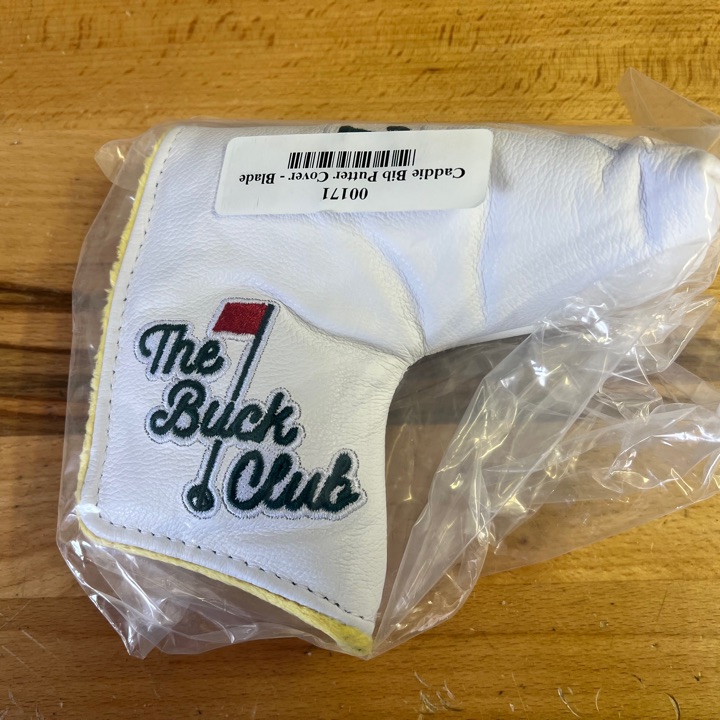 00171
Caddie Bib Putter Cover - Blade
The
Buck
Club